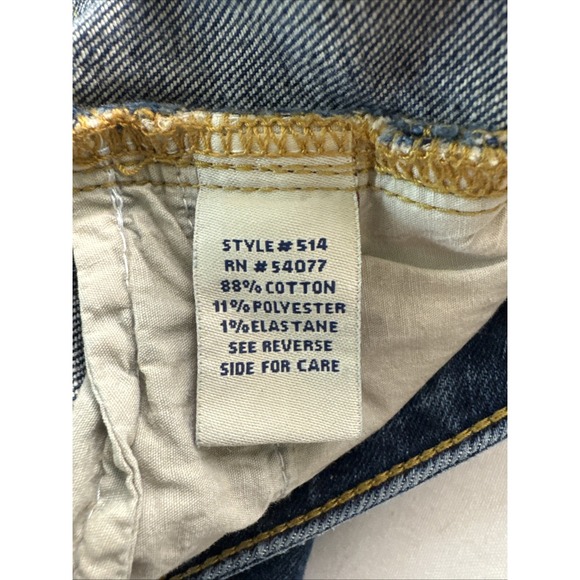 STYLE# 514
RN # 54077
88% COTTON
11% POLYESTER
1% ELASTANE
SEE REVERSE
SIDE FOR CARE